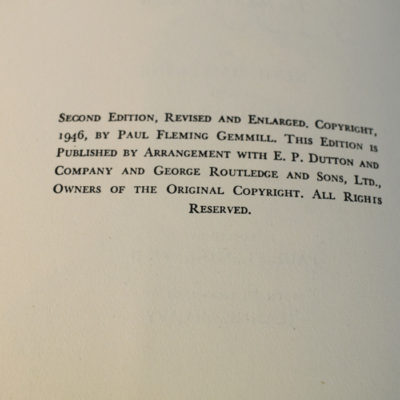 Second Edition, Revised and Enlarged. Copyright,
1946, by Paul Fleming Gemmill. This Edition is
Published by Arrangement with E. P. Dutton and
Company and George Routledge and Sons, Ltd.,
Owners of the Original Copyright. All Rights
Reserved.